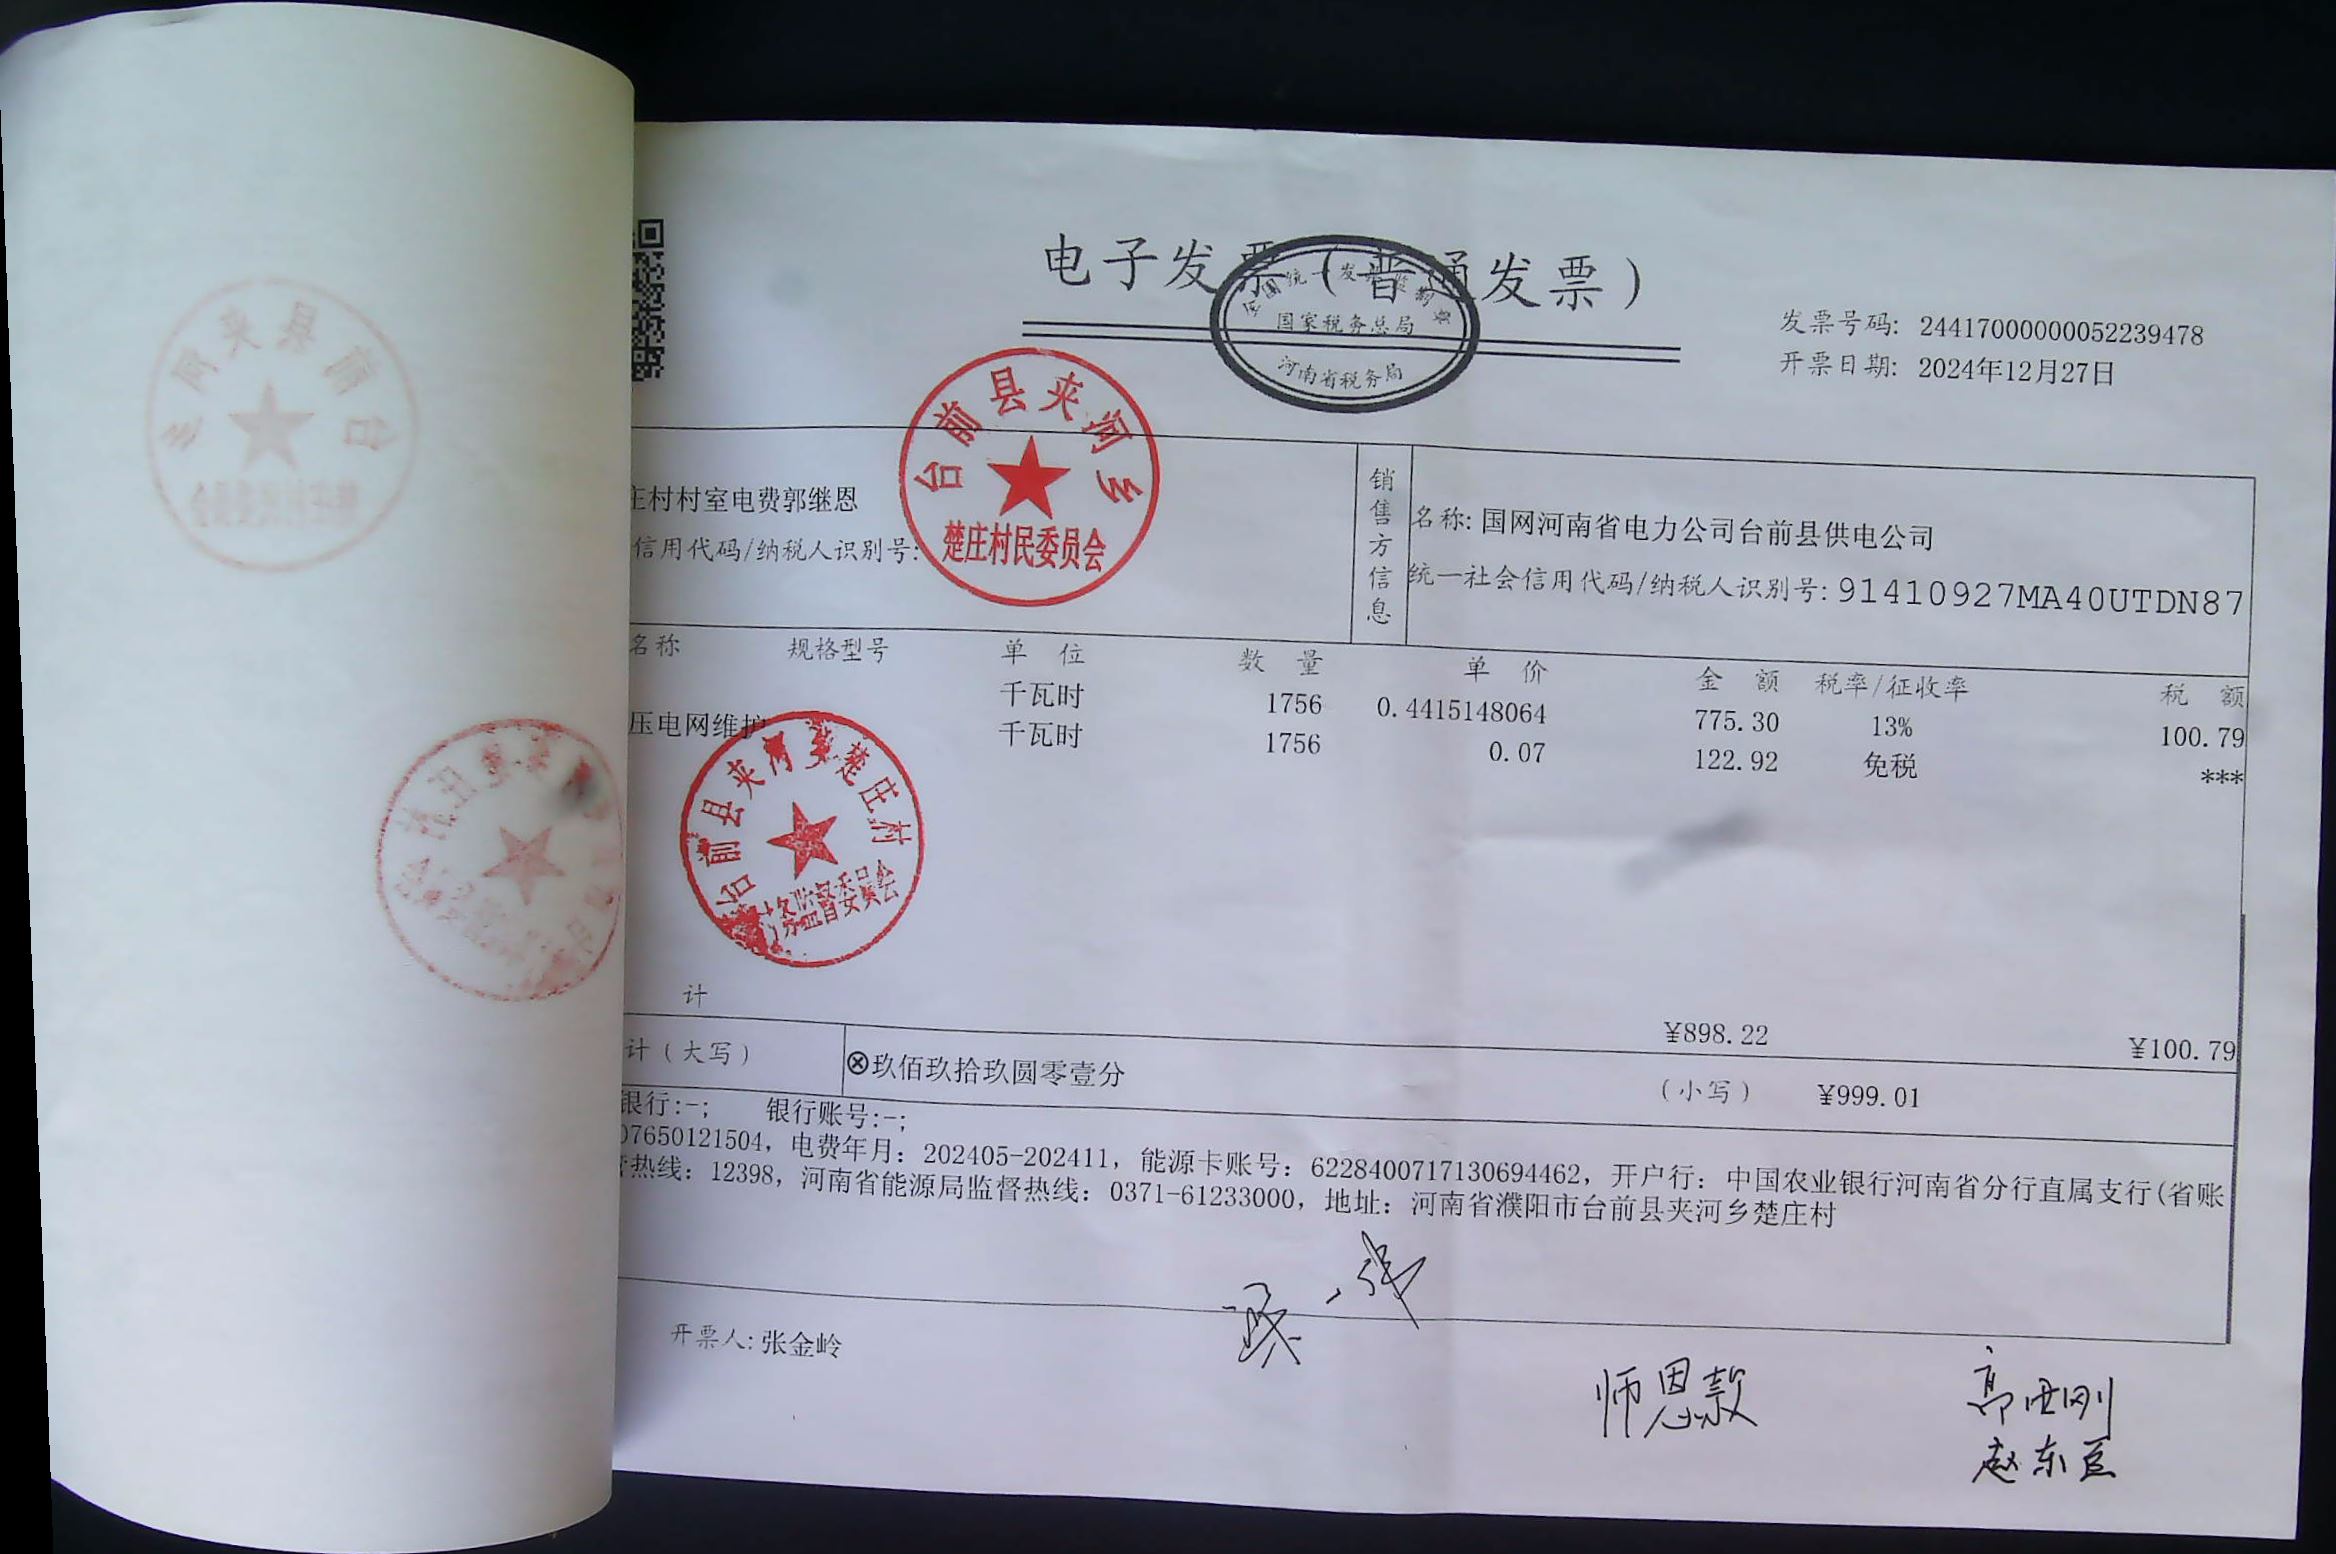 电子发票(普通发票)
全国统一发票监制章
国家税务总局
河南省税务局
发票号码: 24417000000052239478
开票日期: 2024年12月27日
台前县夹河乡
楚庄村民委员会
庄村村室电费郭继恩
信用代码/纳税人识别号:
销售方信息
名称: 国网河南省电力公司台前县供电公司
统一社会信用代码/纳税人识别号: 91410927MA40UTDN87
名称 规格型号 单 位 数 量 单 价 金 额 税率/征收率 税 额
千瓦时 1756 0.4415148064 775.30 13% 100.79
压电网维护 千瓦时 1756 0.07 122.92 免税 ***
台前县夹河乡楚庄村
务监督委员会
计 ¥898.22 ¥100.79
计(大写) ⊗玖佰玖拾玖圆零壹分 (小写) ¥999.01
银行:-; 银行账号:-;
07650121504, 电费年月: 202405-202411, 能源卡账号: 6228400717130694462, 开户行: 中国农业银行河南省分行直属支行(省账
热线: 12398, 河南省能源局监督热线: 0371-61233000, 地址: 河南省濮阳市台前县夹河乡楚庄村
开票人: 张金岭
师恩款
赵东臣